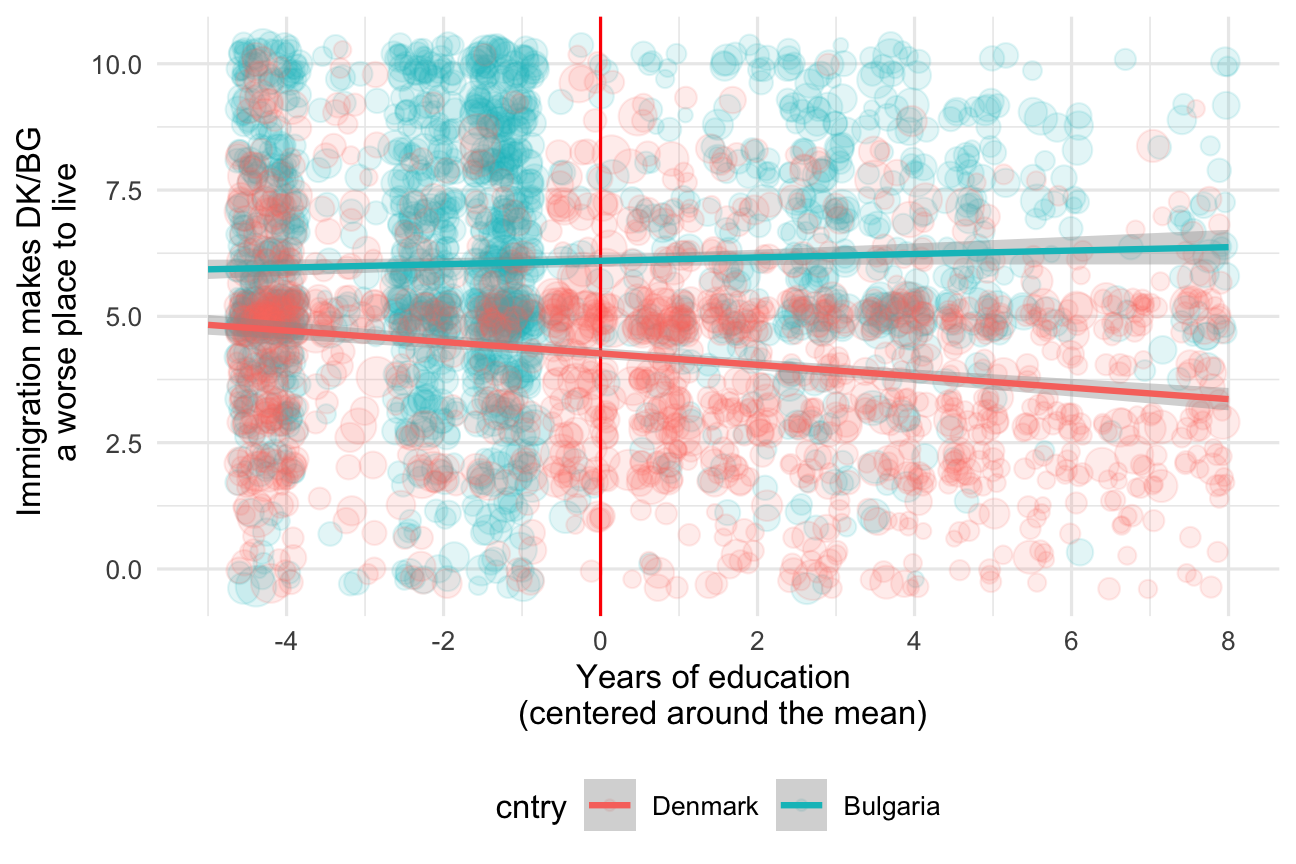 Immigration makes DK/BG
a worse place to live
10.0
7.5
5.0
2.5
0.0
-4 -2 0 2 4 6 8
Years of education
(centered around the mean)
cntry Denmark Bulgaria